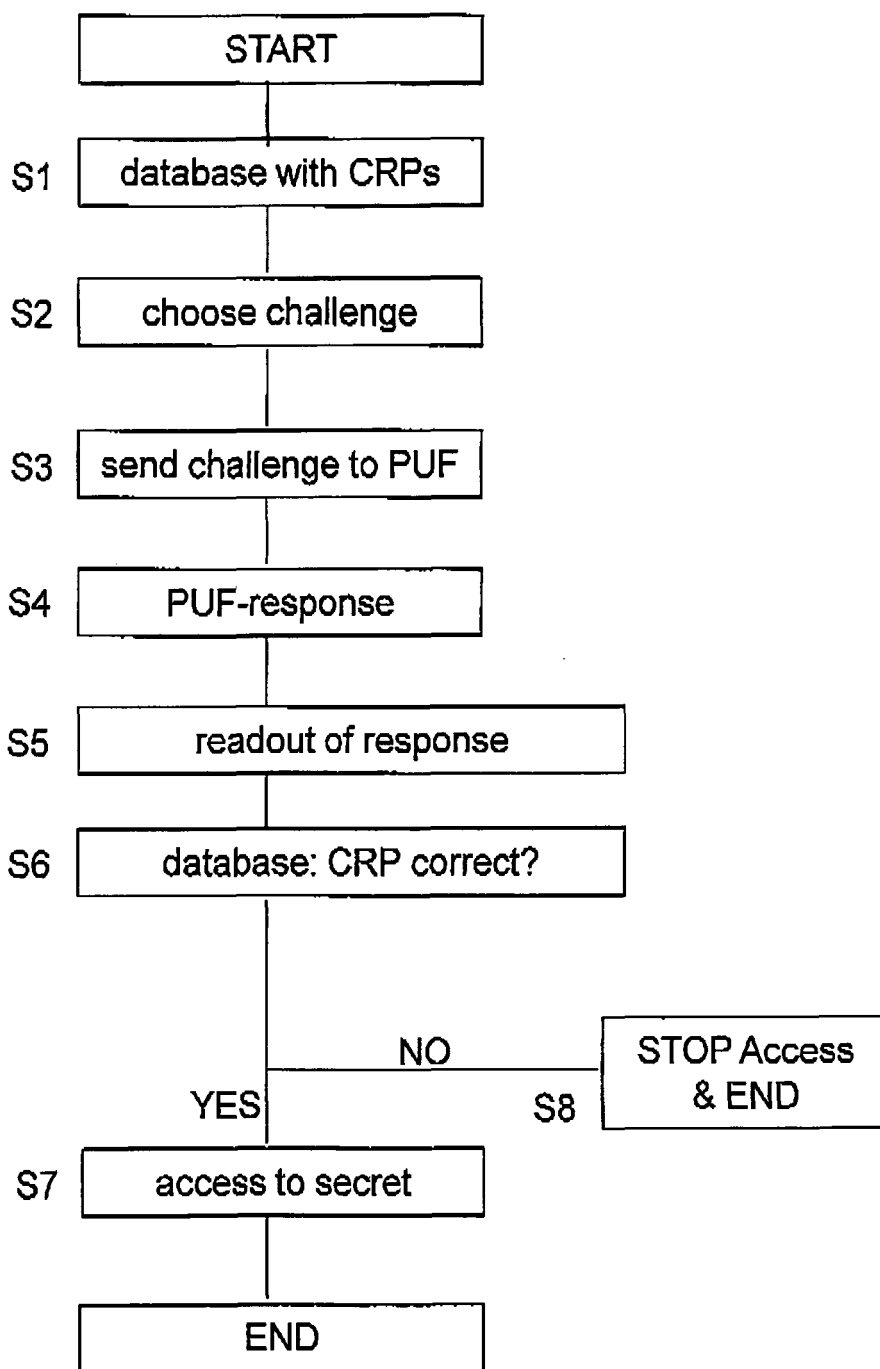 START
S1 database with CRPs
S2 choose challenge
S3 send challenge to PUF
S4 PUF-response
S5 readout of response
S6 database: CRP correct?
NO
STOP Access
& END
YES
S8
S7 access to secret
END